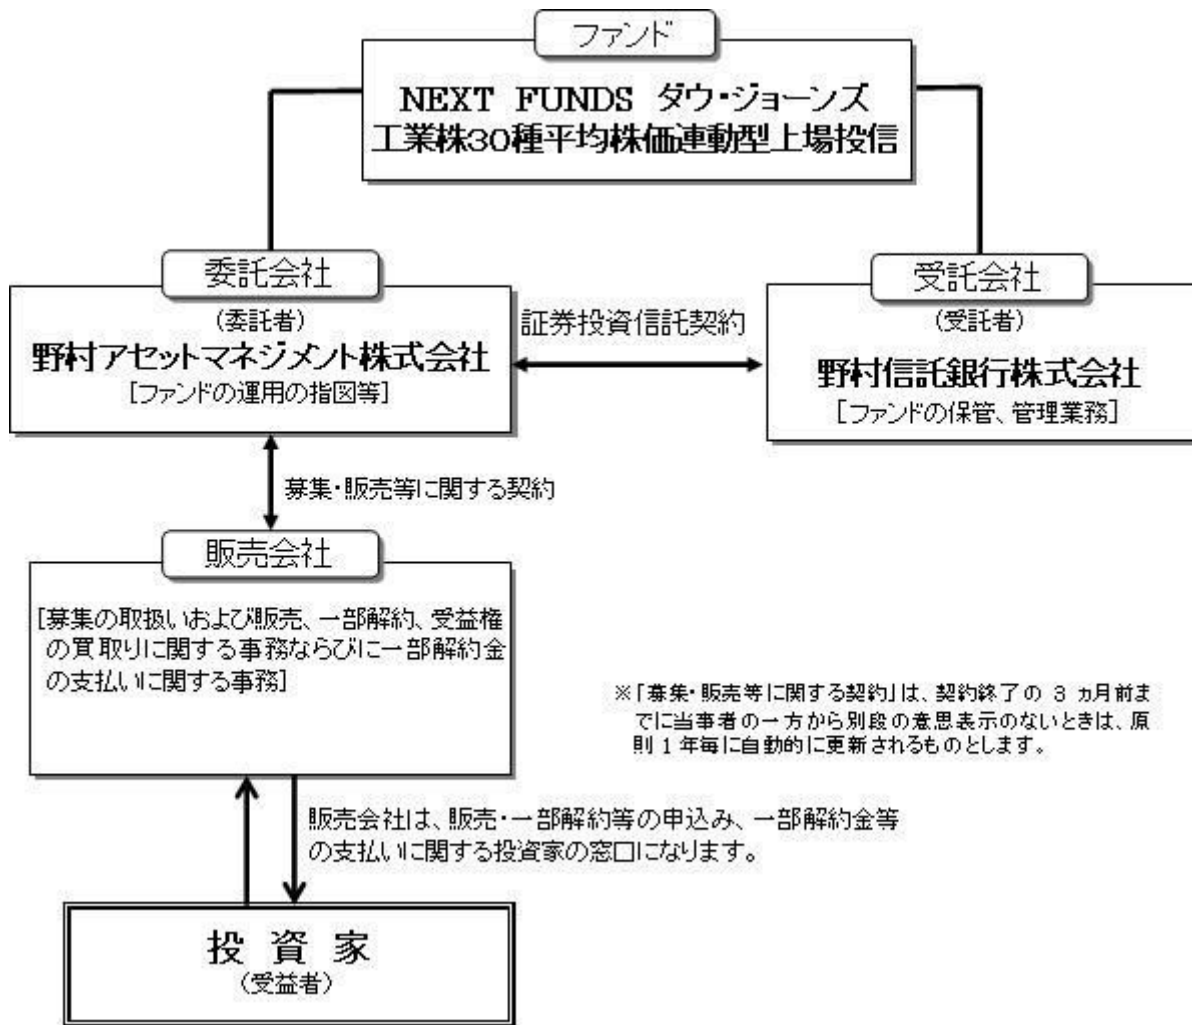 ファンド
NEXT FUNDS ダウ・ジョーンズ
工業株30種平均株価連動型上場投信
委託会社
(委託者)
野村アセットマネジメント株式会社
[ファンドの運用の指図等]
証券投資信託契約
受託会社
(受託者)
野村信託銀行株式会社
[ファンドの保管、管理業務]
募集・販売等に関する契約
販売会社
[募集の取扱いおよび販売、一部解約、受益権
の買取りに関する事務ならびに一部解約金
の支払いに関する事務]
※「募集・販売等に関する契約」は、契約終了の 3 ヵ月前ま
でに当事者の一方から別段の意思表示のないときは、原
則 1 年毎に自動的に更新されるものとします。
販売会社は、販売・一部解約等の申込み、一部解約金等
の支払いに関する投資家の窓口になります。
投 資 家
(受益者)